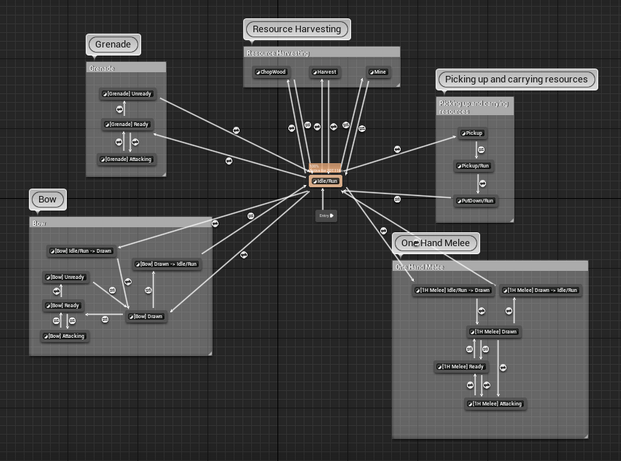 Grenade
Grenade
[Grenade] Unready
[Grenade] Ready
[Grenade] Attacking
Resource Harvesting
Resource Harvesting
ChopWood
Harvest
Mine
Picking up and carrying resources
Picking up and carrying
resources
Pickup
Pickup/Run
PutDown/Run
Idle/Run
Entry
Bow
Bow
[Bow] Idle/Run -> Drawn
[Bow] Drawn -> Idle/Run
[Bow] Unready
[Bow] Ready
[Bow] Drawn
[Bow] Attacking
One Hand Melee
One Hand Melee
[1H Melee] Idle/Run -> Drawn
[1H Melee] Drawn -> Idle/Run
[1H Melee] Drawn
[1H Melee] Ready
[1H Melee] Attacking